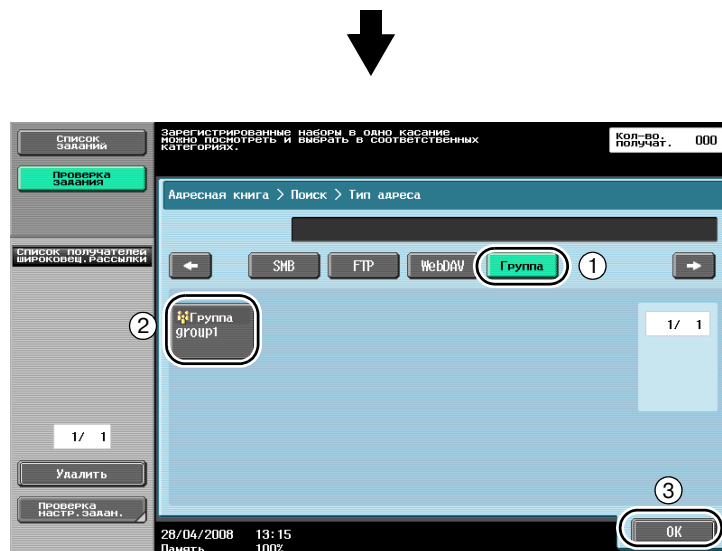 Список
заданий
Зарегистрированные наборы в одно касание
можно посмотреть и выбрать в соответственных
категориях.
Кол-во.
получат. 000
Проверка
задания
Адресная книга > Поиск > Тип адреса
Список получателей
широковещ.рассылки
← SMB FTP WebDAV Группа 1 →
2
Группа
group1
1/ 1
1/ 1
Удалить
3
Проверка
настр.задан.
OK
28/04/2008 13:15
Память 100%